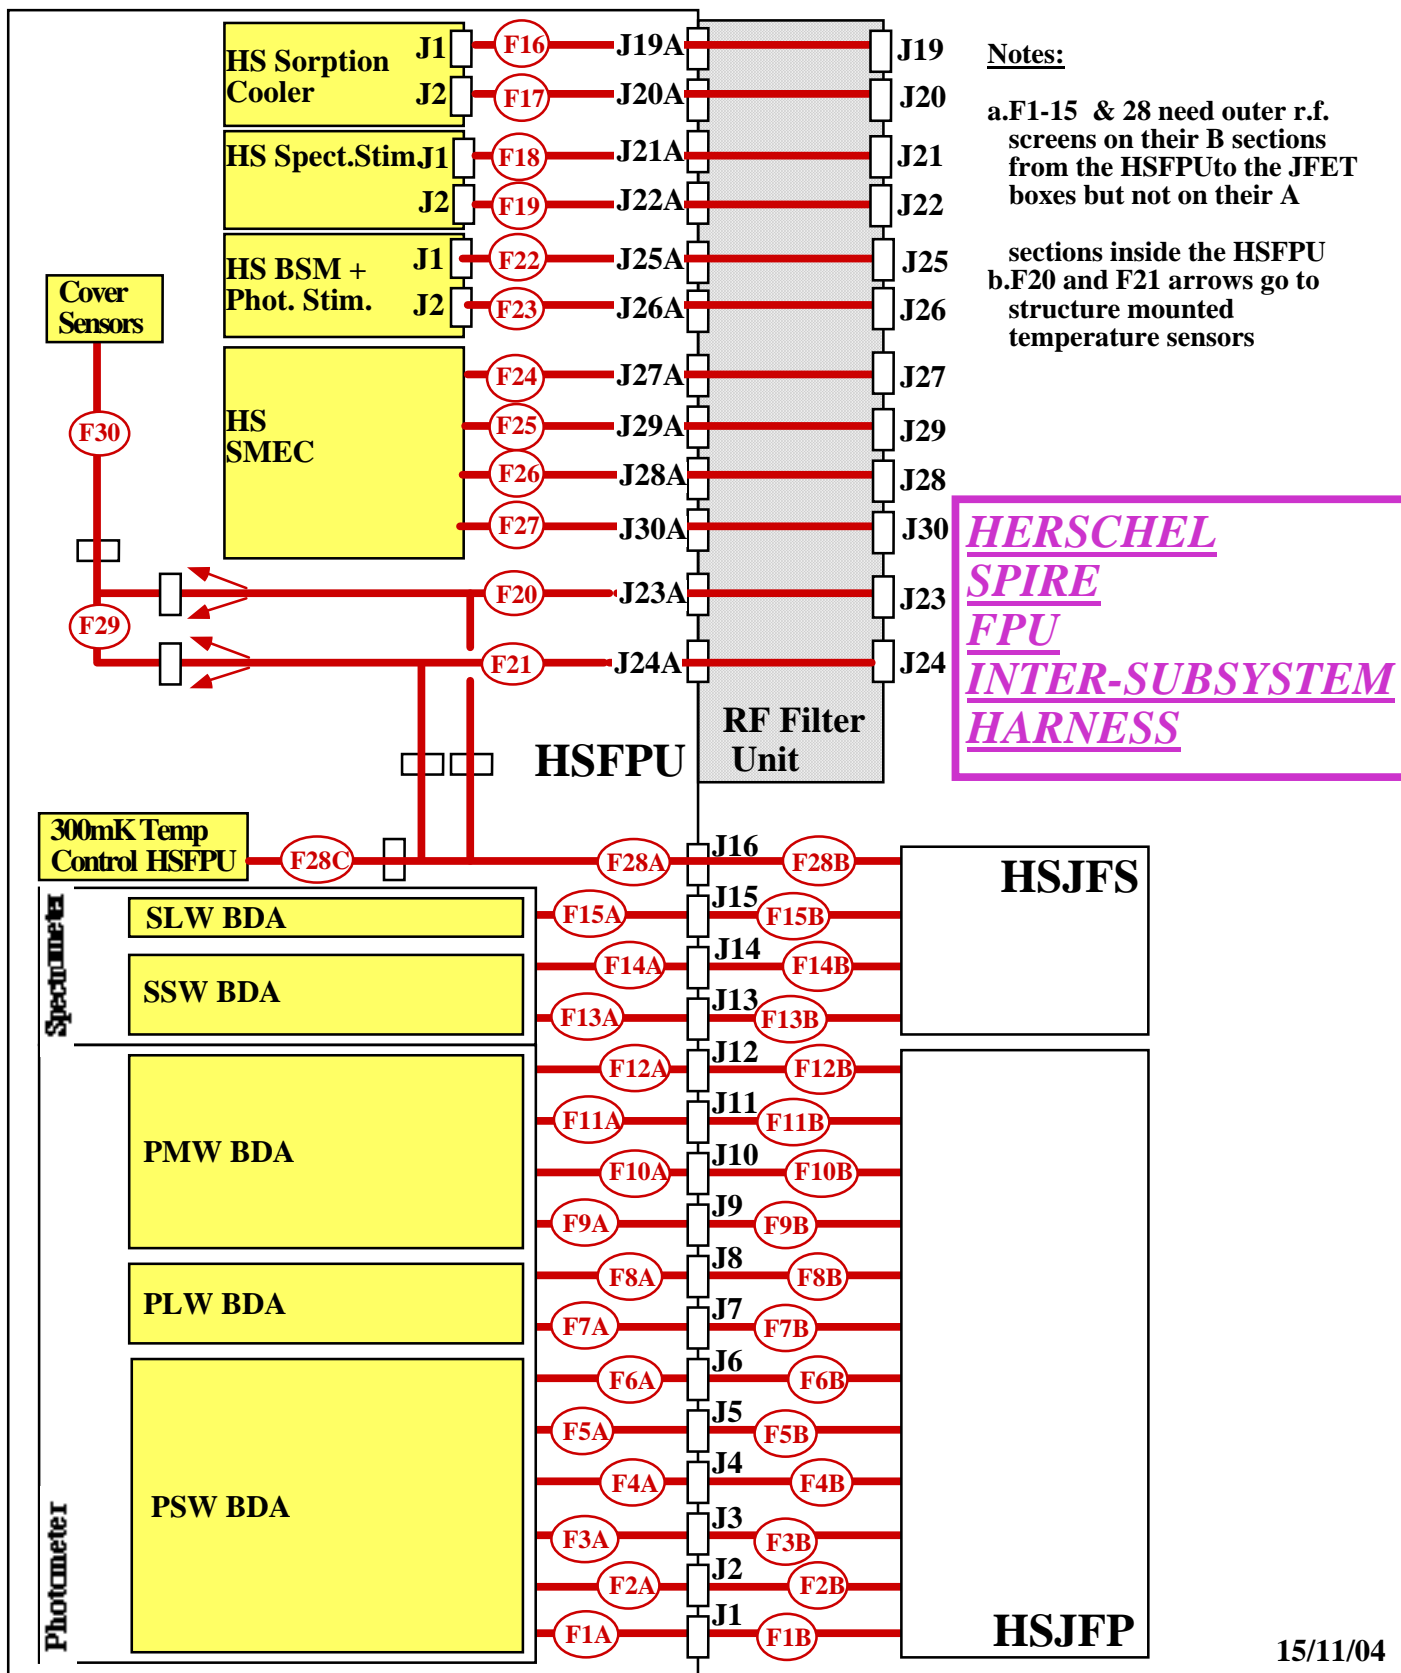 HS Sorption
Cooler
J1
F16
J19A
J19
J2
F17
J20A
J20
HS Spect.Stim.
J1
F18
J21A
J21
J2
F19
J22A
J22
HS BSM +
Phot. Stim.
J1
F22
J25A
J25
J2
F23
J26A
J26
HS
SMEC
F24
J27A
J27
F25
J29A
J29
F26
J28A
J28
F27
J30A
J30
Cover
Sensors
F30
F29
F20
J23A
J23
F21
J24A
J24
RF Filter
Unit
HSFPU
Notes:
a.F1-15 & 28 need outer r.f.
screens on their B sections
from the HSFPUto the JFET
boxes but not on their A
sections inside the HSFPU
b.F20 and F21 arrows go to
structure mounted
temperature sensors
HERSCHEL
SPIRE
FPU
INTER-SUBSYSTEM
HARNESS
300mK Temp
Control HSFPU
F28C
F28A
J16
F28B
HSJFS
Spectrometer
SLW BDA
F15A
J15
F15B
SSW BDA
F14A
J14
F14B
F13A
J13
F13B
Photometer
PMW BDA
F12A
J12
F12B
F11A
J11
F11B
F10A
J10
F10B
F9A
J9
F9B
PLW BDA
F8A
J8
F8B
F7A
J7
F7B
PSW BDA
F6A
J6
F6B
F5A
J5
F5B
F4A
J4
F4B
F3A
J3
F3B
F2A
J2
F2B
F1A
J1
F1B
HSJFP
15/11/04